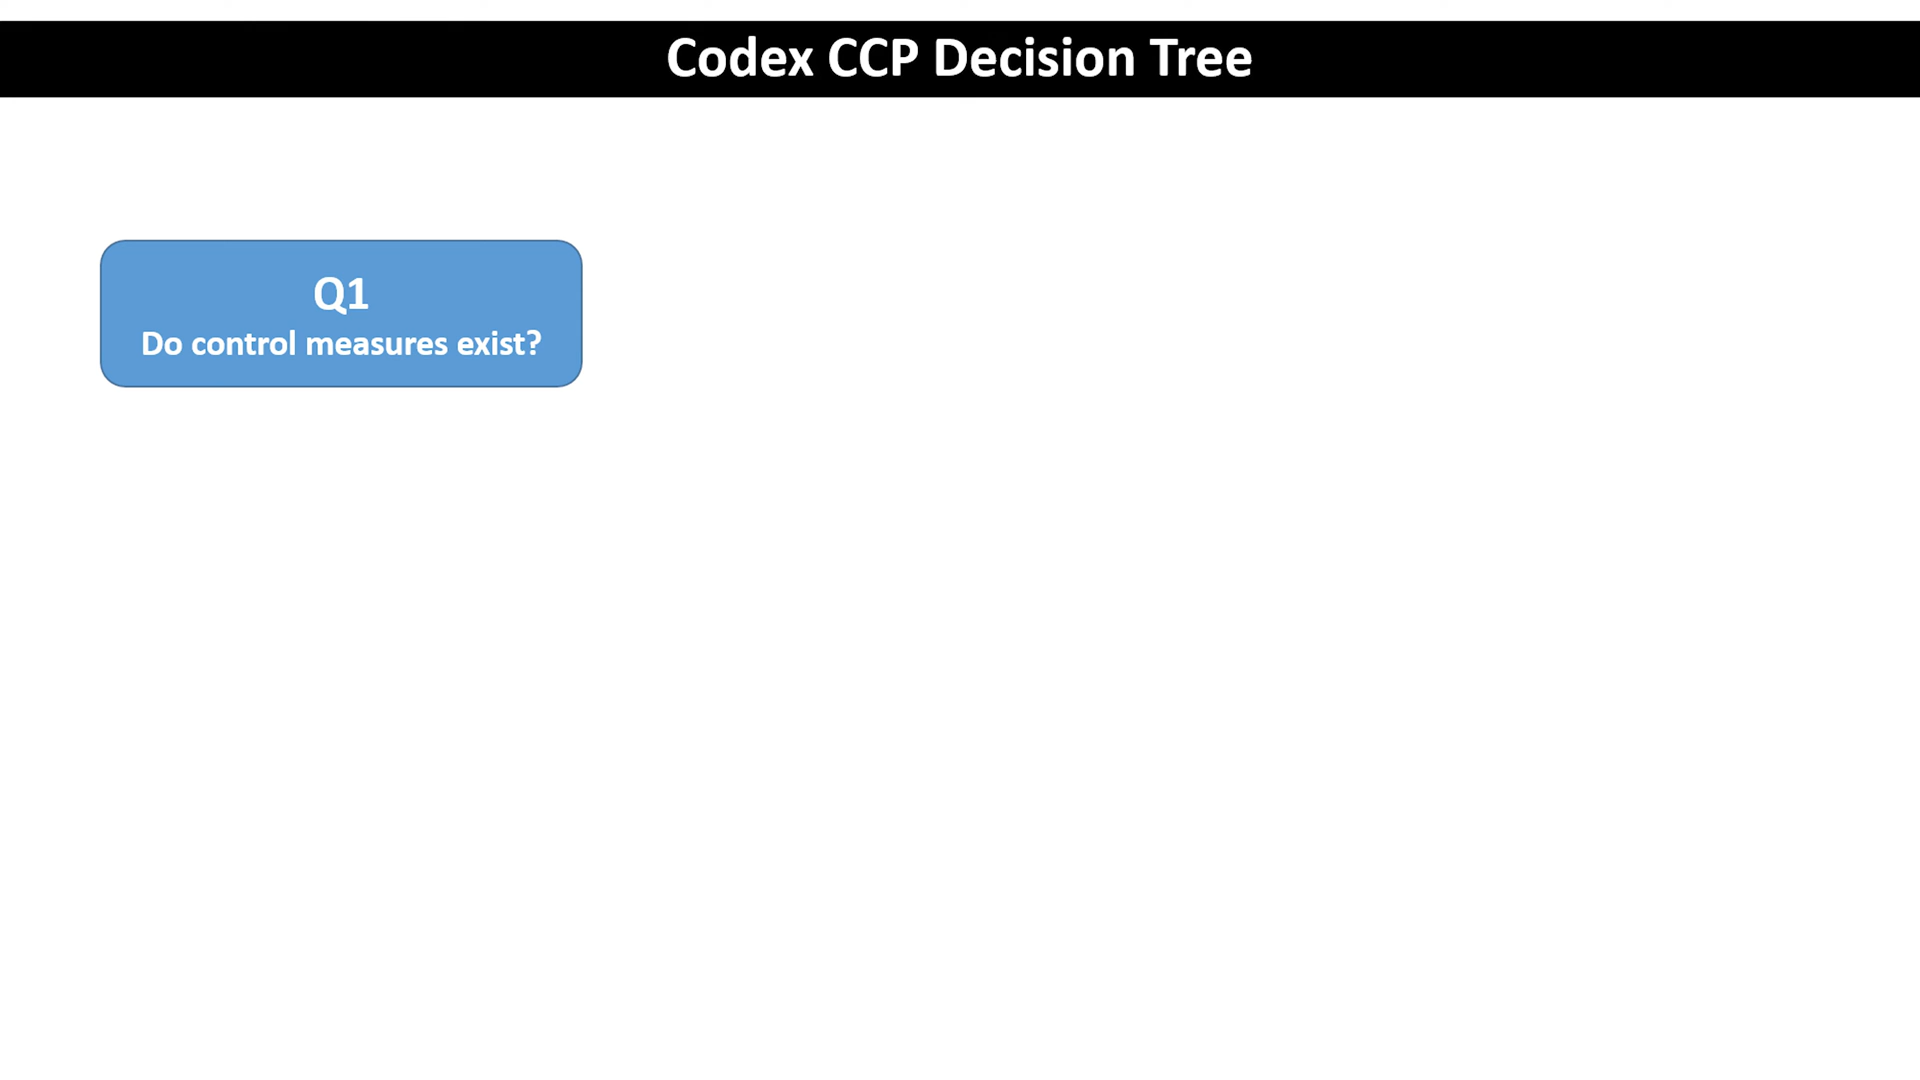 Codex CCP Decision Tree
Q1
Do control measures exist?